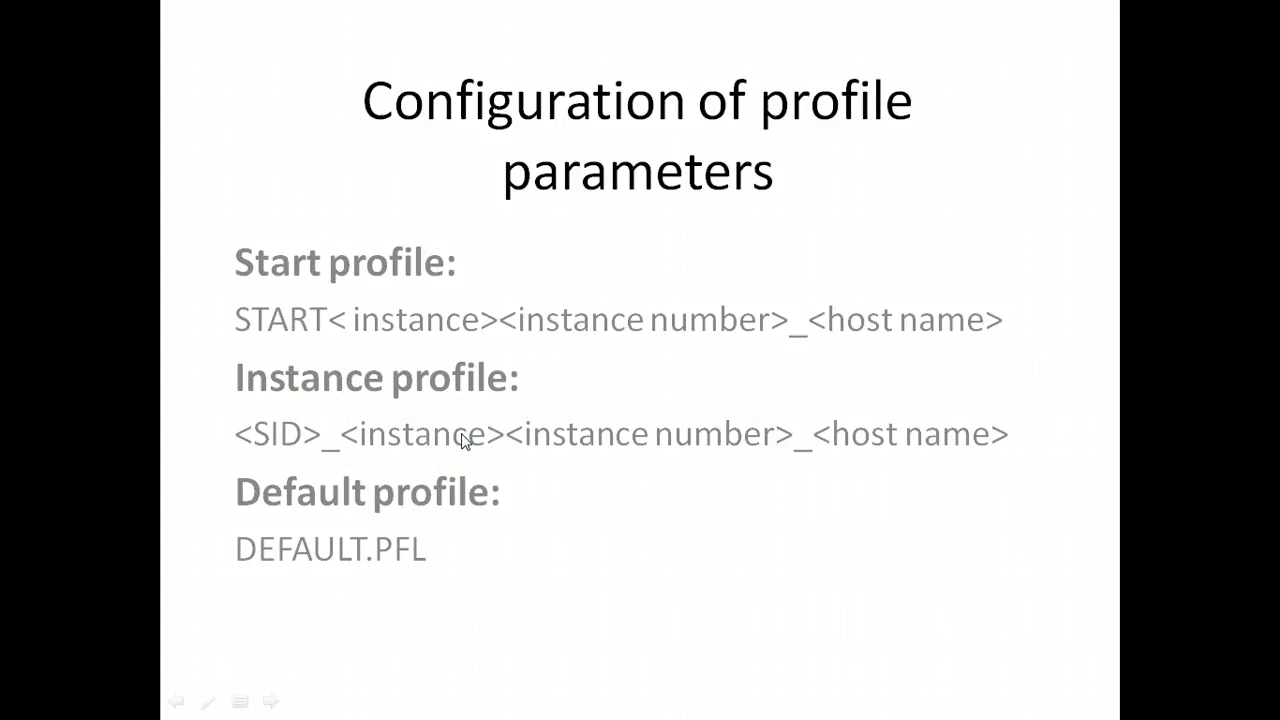 Configuration of profile
parameters
Start profile:
START< instance><instance number>_<host name>
Instance profile:
<SID>_<instance><instance number>_<host name>
Default profile:
DEFAULT.PFL